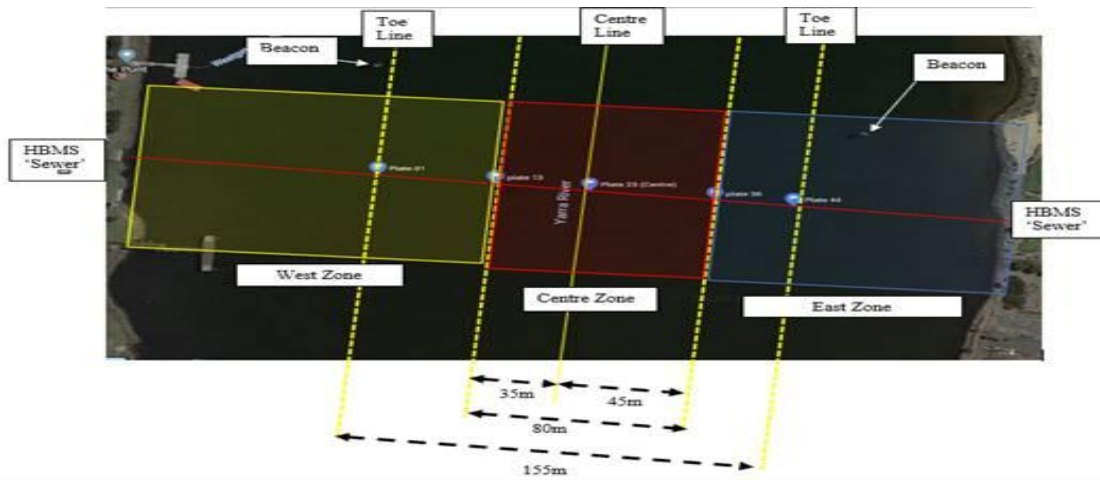 Toe
Line
Centre
Line
Toe
Line
Beacon
Beacon
Point
HBMS
'Sewer'
Plate 01
plate 13
Plate 23 (Centre)
plate 36
Plate 44
Yarra River
HBMS
'Sewer'
West Zone
Centre Zone
East Zone
35m
45m
80m
155m